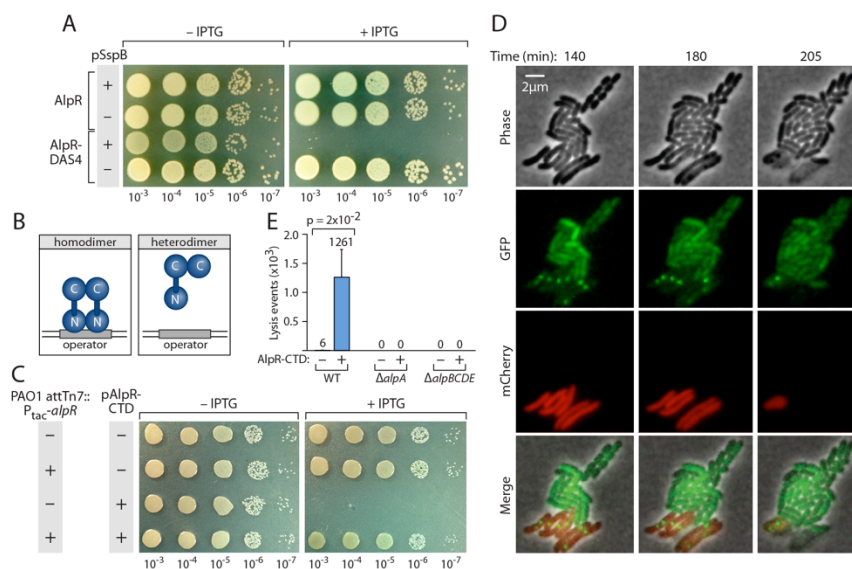 A
– IPTG
+ IPTG
pSspB
AlpR
+
–
AlpR-
DAS4
+
–
10-3 10-4 10-5 10-6 10-7 10-3 10-4 10-5 10-6 10-7
B
homodimer heterodimer
C C
N N
operator
C C
N
operator
E
p = 2x10-2
Lysis events (x103)
2.0
1.5
1.0
0.5
1261
6
0 0
0 0
AlpR-CTD: – + – + – +
WT ΔalpA ΔalpBCDE
C
PAO1 attTn7::
Ptac-alpR
pAlpR-
CTD
– IPTG
+ IPTG
– –
+ –
– +
+ +
10-3 10-4 10-5 10-6 10-7 10-3 10-4 10-5 10-6 10-7
D
Time (min): 140 180 205
2μm
Phase
GFP
mCherry
Merge